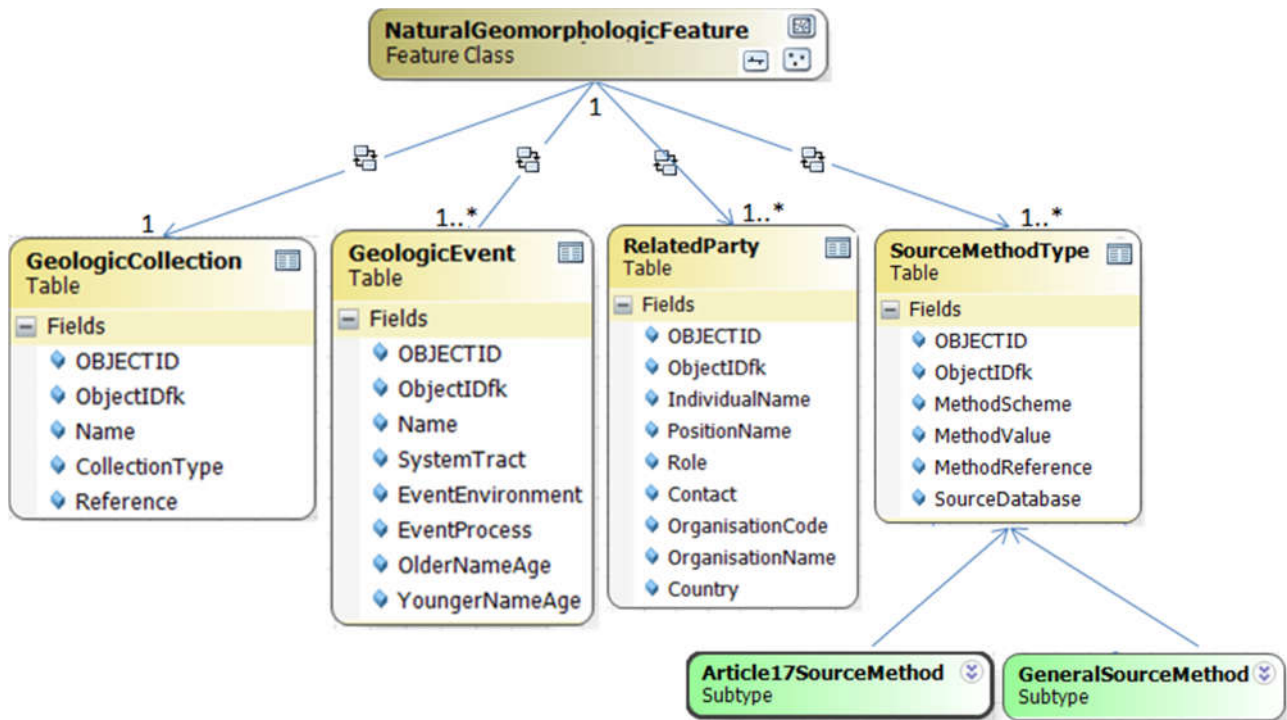 NaturalGeomorphologicFeature
Feature Class
1
1
1..*
1..*
1..*
GeologicCollection
Table
Fields
OBJECTID
ObjectIDfk
Name
CollectionType
Reference
GeologicEvent
Table
Fields
OBJECTID
ObjectIDfk
Name
SystemTract
EventEnvironment
EventProcess
OlderNameAge
YoungerNameAge
RelatedParty
Table
Fields
OBJECTID
ObjectIDfk
IndividualName
PositionName
Role
Contact
OrganisationCode
OrganisationName
Country
SourceMethodType
Table
Fields
OBJECTID
ObjectIDfk
MethodScheme
MethodValue
MethodReference
SourceDatabase
Article17SourceMethod
Subtype
GeneralSourceMethod
Subtype